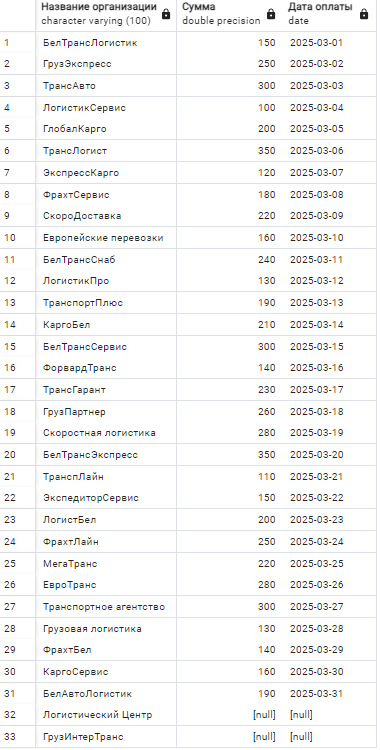 Название организации Сумма Дата оплаты
character varying (100) double precision date
1 БелТрансЛогистик 150 2025-03-01
2 ГрузЭкспресс 250 2025-03-02
3 ТрансАвто 300 2025-03-03
4 ЛогистикСервис 100 2025-03-04
5 ГлобалКарго 200 2025-03-05
6 ТрансЛогист 350 2025-03-06
7 ЭкспрессКарго 120 2025-03-07
8 ФрахтСервис 180 2025-03-08
9 СкороДоставка 220 2025-03-09
10 Европейские перевозки 160 2025-03-10
11 БелТрансСнаб 240 2025-03-11
12 ЛогистикПро 130 2025-03-12
13 ТранспортПлюс 190 2025-03-13
14 КаргоБел 210 2025-03-14
15 БелТрансСервис 300 2025-03-15
16 ФорвардТранс 140 2025-03-16
17 ТрансГарант 230 2025-03-17
18 ГрузПартнер 260 2025-03-18
19 Скоростная логистика 280 2025-03-19
20 БелТрансЭкспресс 350 2025-03-20
21 ТранспЛайн 110 2025-03-21
22 ЭкспедиторСервис 150 2025-03-22
23 ЛогистБел 200 2025-03-23
24 ФрахтЛайн 250 2025-03-24
25 МегаТранс 220 2025-03-25
26 ЕвроТранс 280 2025-03-26
27 Транспортное агентство 300 2025-03-27
28 Грузовая логистика 130 2025-03-28
29 ФрахтБел 140 2025-03-29
30 КаргоСервис 160 2025-03-30
31 БелАвтоЛогистик 190 2025-03-31
32 Логистический Центр [null] [null]
33 ГрузИнтерТранс [null] [null]